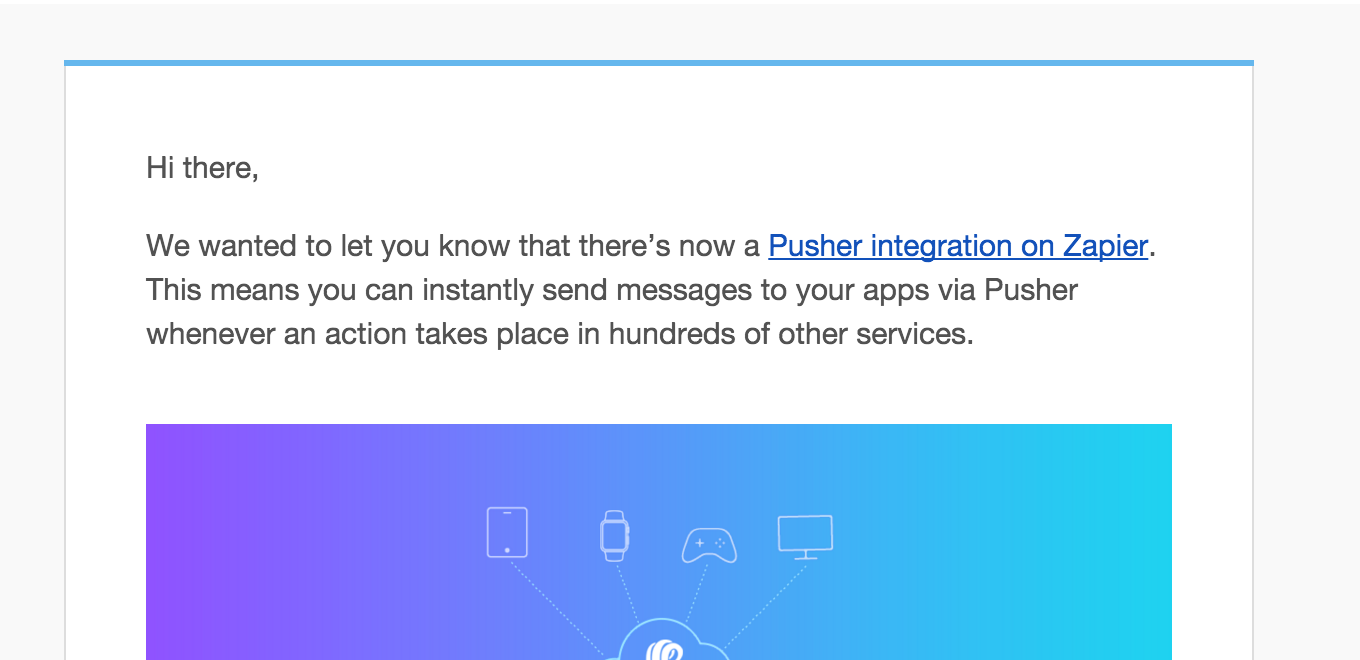 Hi there,
We wanted to let you know that there’s now a Pusher integration on Zapier.
This means you can instantly send messages to your apps via Pusher
whenever an action takes place in hundreds of other services.